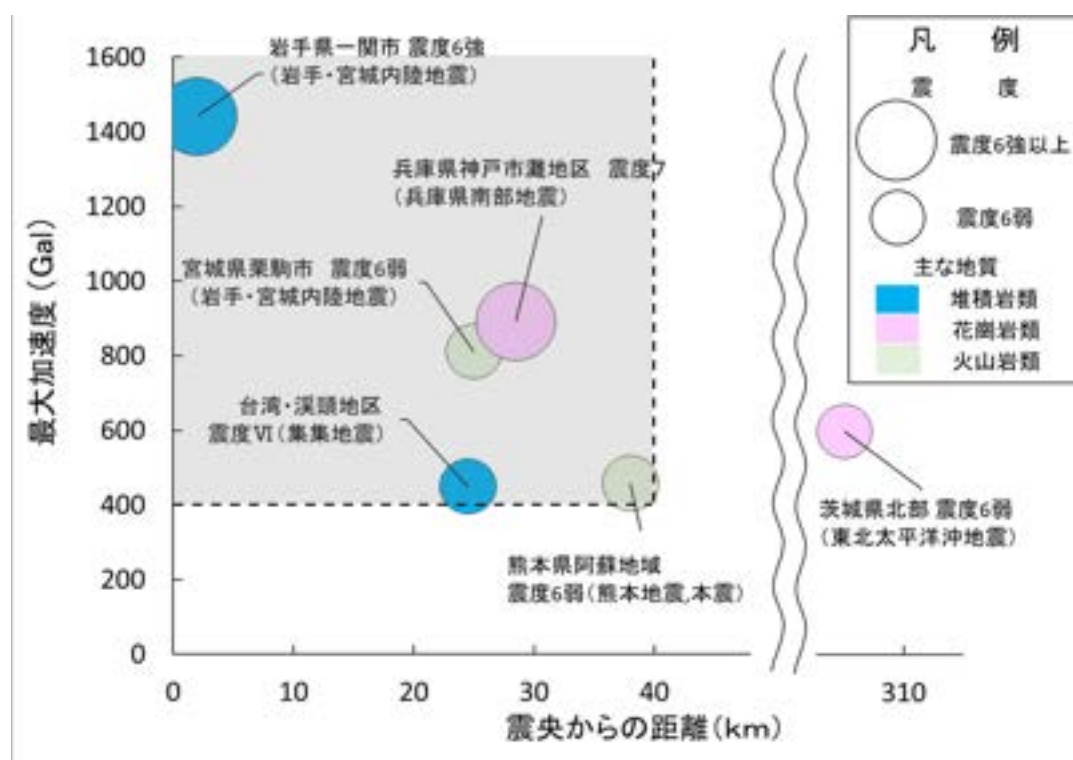 岩手県一関市 震度6強
(岩手・宮城内陸地震)
兵庫県神戸市灘地区 震度7
(兵庫県南部地震)
宮城県栗駒市 震度6弱
(岩手・宮城内陸地震)
台湾・渓頭地区
震度Ⅵ(集集地震)
熊本県阿蘇地域
震度6弱(熊本地震,本震)
茨城県北部 震度6弱
(東北太平洋沖地震)
凡 例
震 度
震度6強以上
震度6弱
主な地質
堆積岩類
花崗岩類
火山岩類
最大加速度(Gal)
1600
1400
1200
1000
800
600
400
200
0
0 10 20 30 40 310
震央からの距離(km)